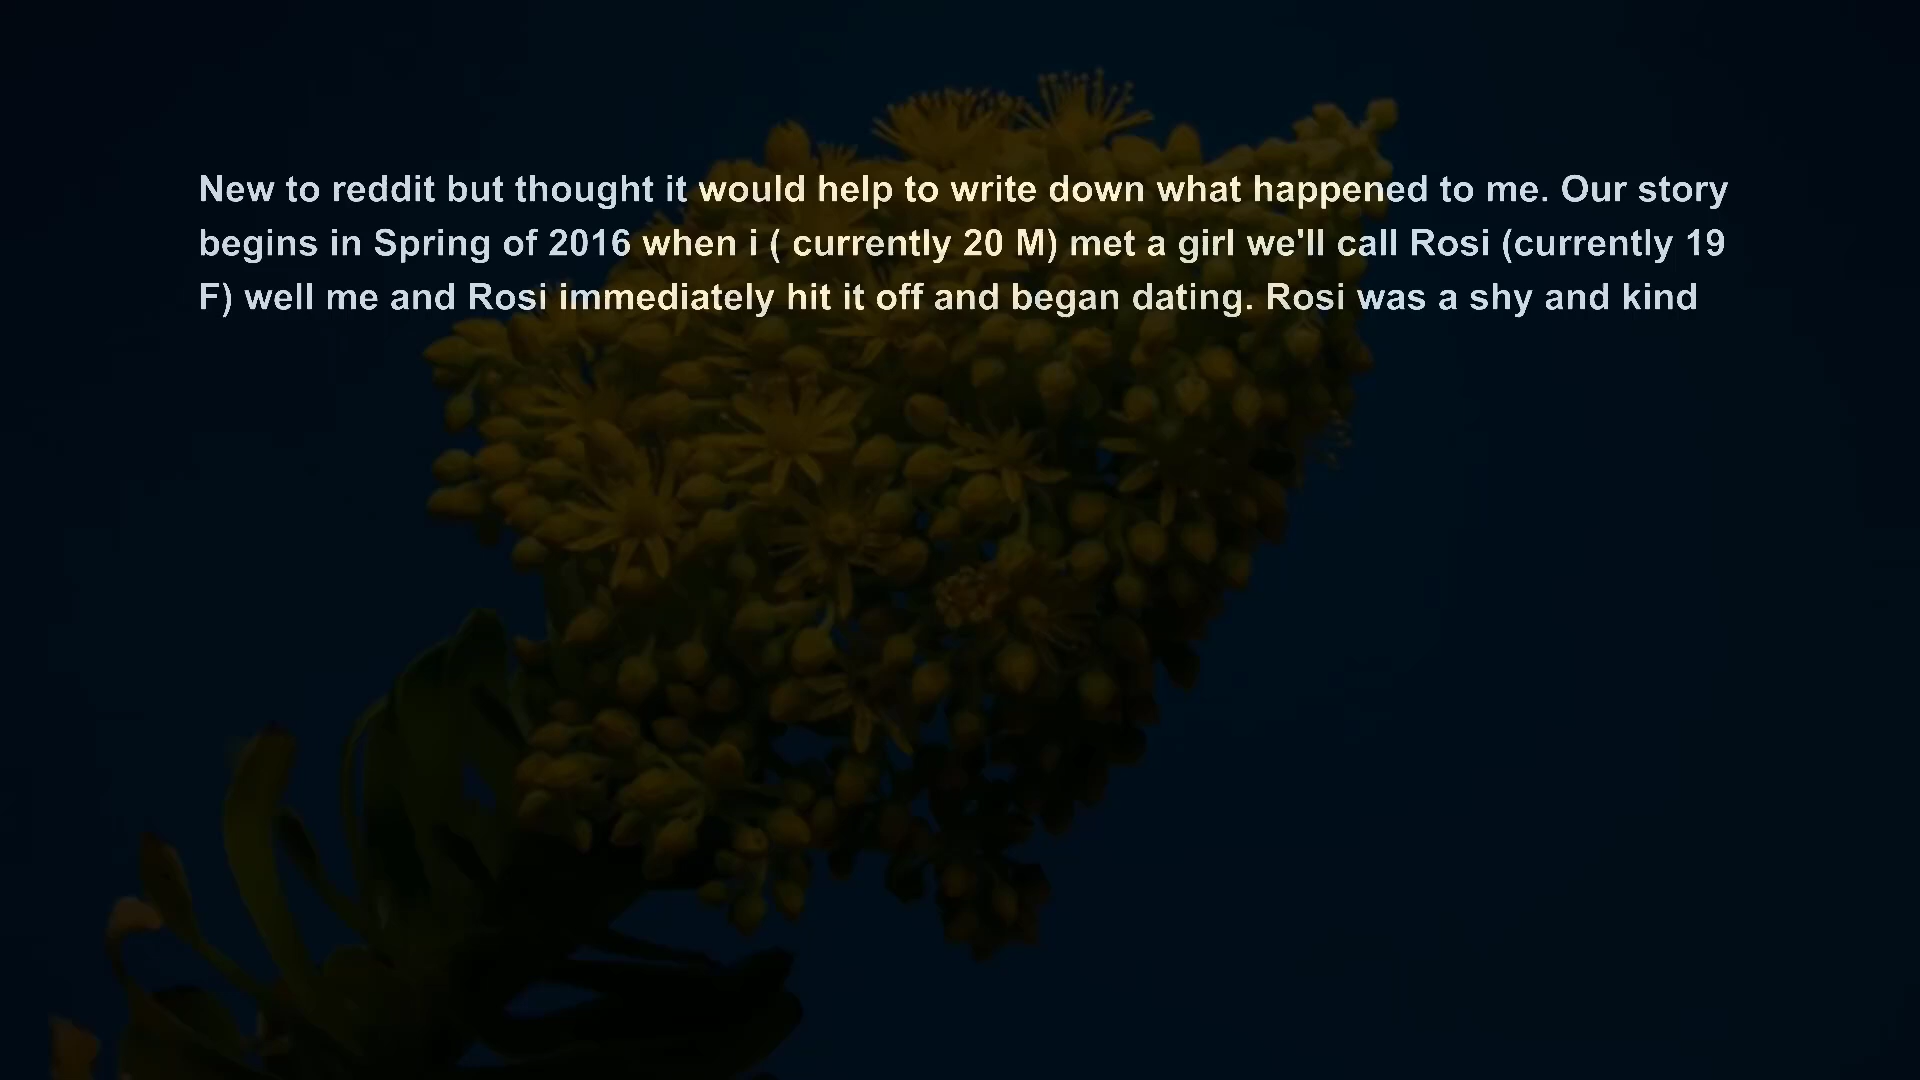 New to reddit but thought it would help to write down what happened to me. Our story
begins in Spring of 2016 when i ( currently 20 M) met a girl we'll call Rosi (currently 19
F) well me and Rosi immediately hit it off and began dating. Rosi was a shy and kind